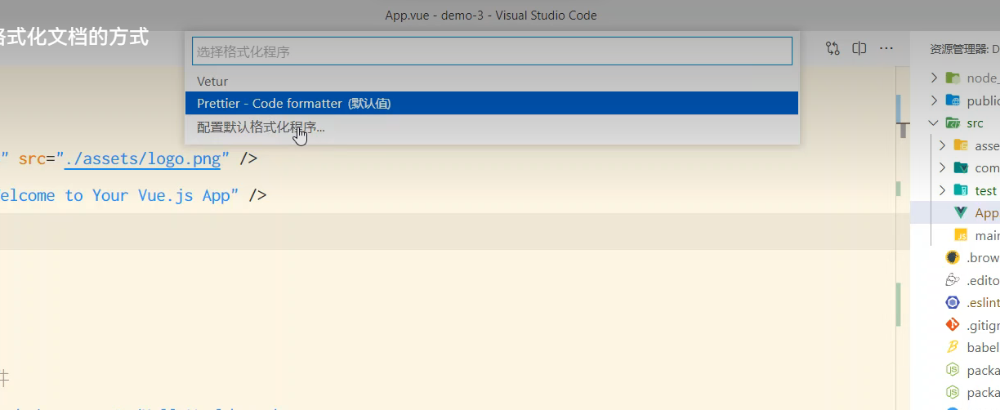 App.vue - demo-3 - Visual Studio Code
格式化文档的方式
选择格式化程序
资源管理器: D
Vetur
Prettier - Code formatter (默认值)
配置默认格式化程序...
" src="./assets/logo.png" />
elcome to Your Vue.js App" />
件
node_
public
src
asse
com
test
App
main
.brow
.edito
.eslint
.gitign
babel
packa
packa